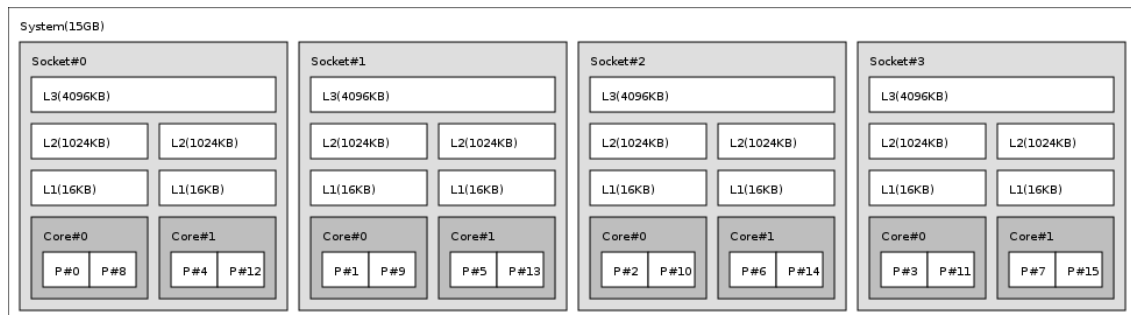 System(15GB)
Socket#0
L3(4096KB)
L2(1024KB) L2(1024KB)
L1(16KB) L1(16KB)
Core#0 Core#1
P#0 P#8 P#4 P#12
Socket#1
L3(4096KB)
L2(1024KB) L2(1024KB)
L1(16KB) L1(16KB)
Core#0 Core#1
P#1 P#9 P#5 P#13
Socket#2
L3(4096KB)
L2(1024KB) L2(1024KB)
L1(16KB) L1(16KB)
Core#0 Core#1
P#2 P#10 P#6 P#14
Socket#3
L3(4096KB)
L2(1024KB) L2(1024KB)
L1(16KB) L1(16KB)
Core#0 Core#1
P#3 P#11 P#7 P#15